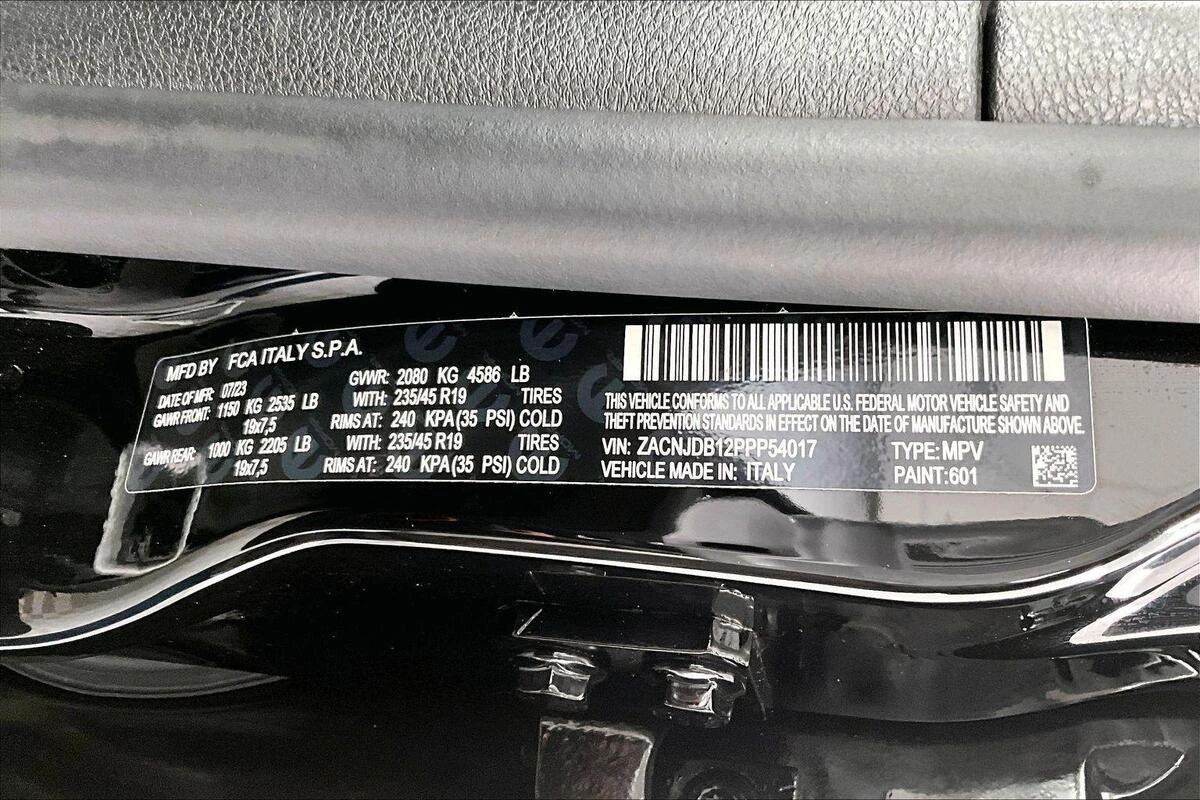 MFD BY FCA ITALY S.P.A.
DATE OF MFR: 07/23 GVWR: 2080 KG 4586 LB
GAWR FRONT: 1150 KG 2535 LB WITH: 235/45 R19 TIRES
19x7,5 RIMS AT: 240 KPA(35 PSI) COLD
GAWR REAR: 1000 KG 2205 LB WITH: 235/45 R19 TIRES
19x7,5 RIMS AT: 240 KPA(35 PSI) COLD
THIS VEHICLE CONFORMS TO ALL APPLICABLE U.S. FEDERAL MOTOR VEHICLE SAFETY AND
THEFT PREVENTION STANDARDS IN EFFECT ON THE DATE OF MANUFACTURE SHOWN ABOVE.
VIN: ZACNJDB12PPP54017 TYPE: MPV
VEHICLE MADE IN: ITALY PAINT:601